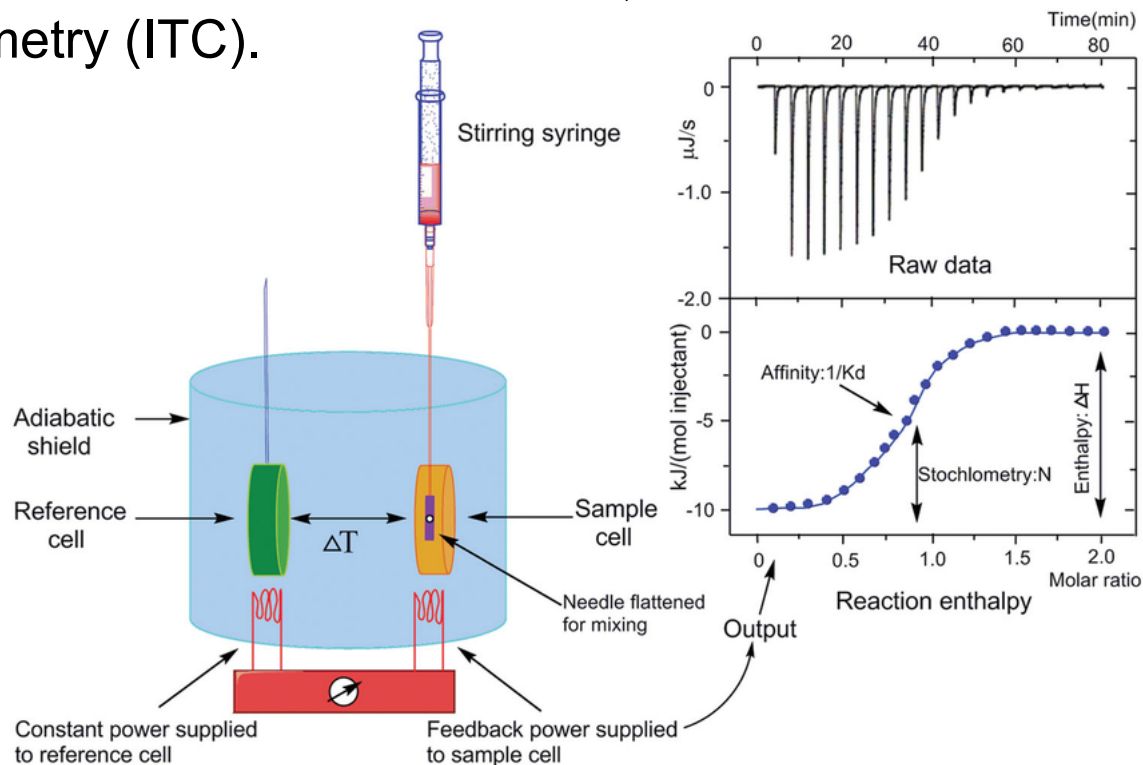 metry (ITC).
Stirring syringe
Adiabatic
shield
Reference
cell
ΔT
Sample
cell
Needle flattened
for mixing
Constant power supplied
to reference cell
Feedback power supplied
to sample cell
Output
Time(min)
0 20 40 60 80
0
-1.0
-2.0
µJ/s
Raw data
0
-5
-10
kJ/(mol injectant)
Affinity:1/Kd
Stochlometry:N
Enthalpy: ΔH
0 0.5 1.0 1.5 2.0
Molar ratio
Reaction enthalpy